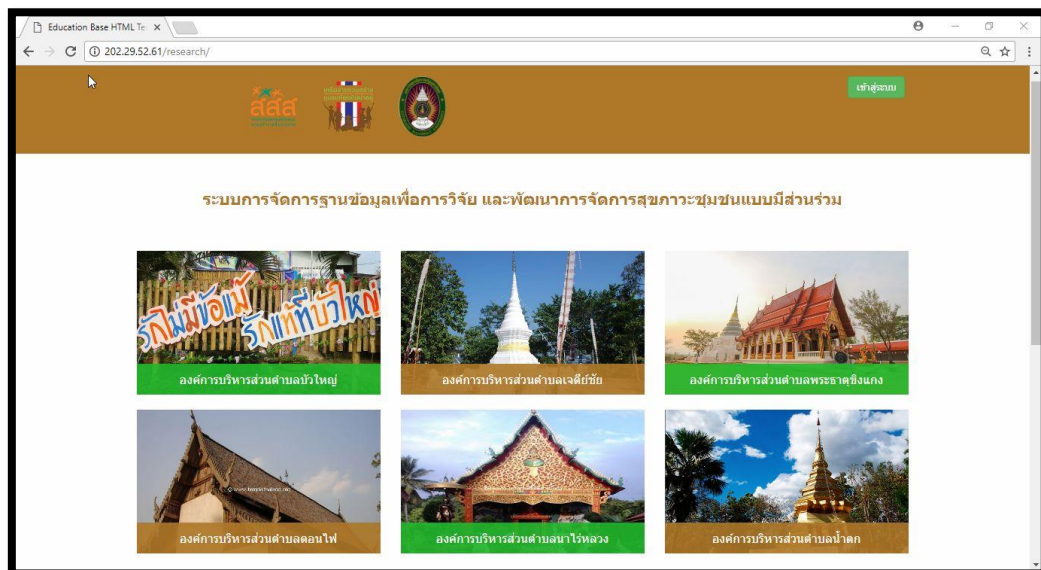 Education Base HTML Te
202.29.52.61/research/
สสส
เข้าสู่ระบบ
ระบบการจัดการฐานข้อมูลเพื่อการวิจัย และพัฒนาการจัดการสุขภาวะชุมชนแบบมีส่วนร่วม
รักไม่มีข้อแม้
รักแท้ที่บัวใหญ่
องค์การบริหารส่วนตำบลบัวใหญ่
องค์การบริหารส่วนตำบลเจดีย์ชัย
องค์การบริหารส่วนตำบลพระธาตุขิงแกง
องค์การบริหารส่วนตำบลดอนไฟ
องค์การบริหารส่วนตำบลนาไร่หลวง
องค์การบริหารส่วนตำบลน้ำตก